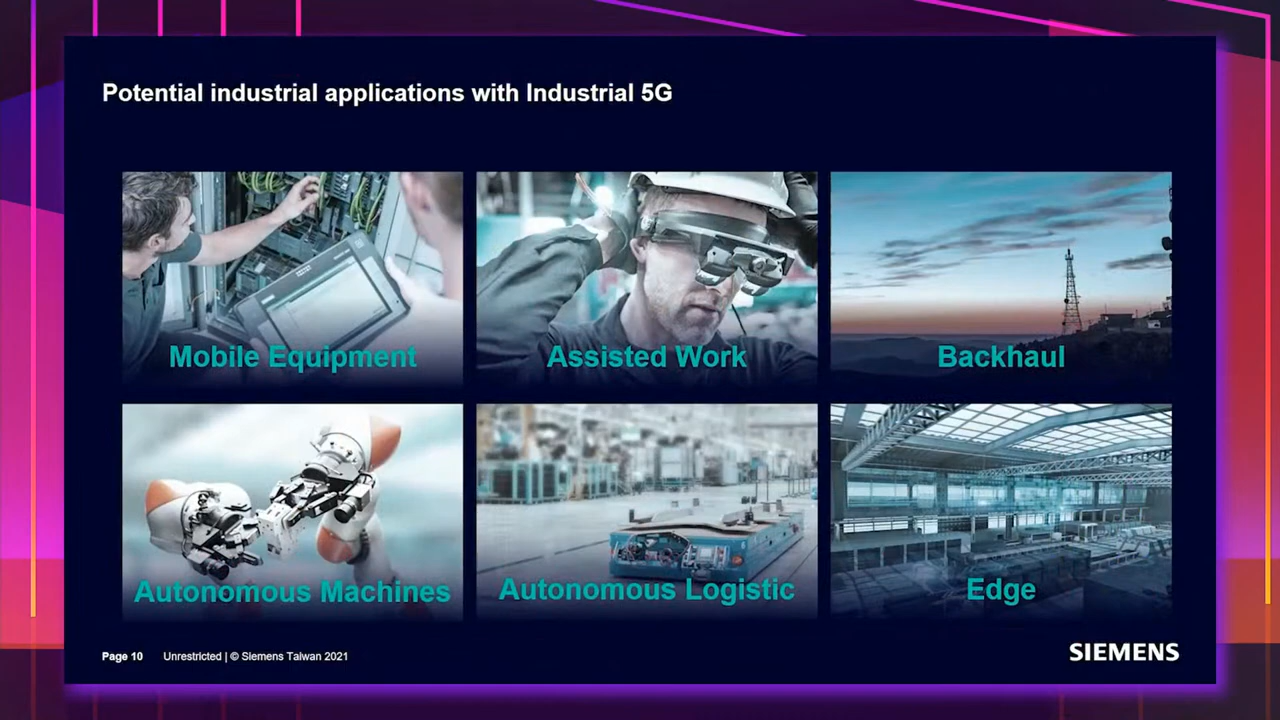 Potential industrial applications with Industrial 5G
Mobile Equipment
Assisted Work
Backhaul
Autonomous Machines
Autonomous Logistic
Edge
Page 10
Unrestricted | © Siemens Taiwan 2021
SIEMENS